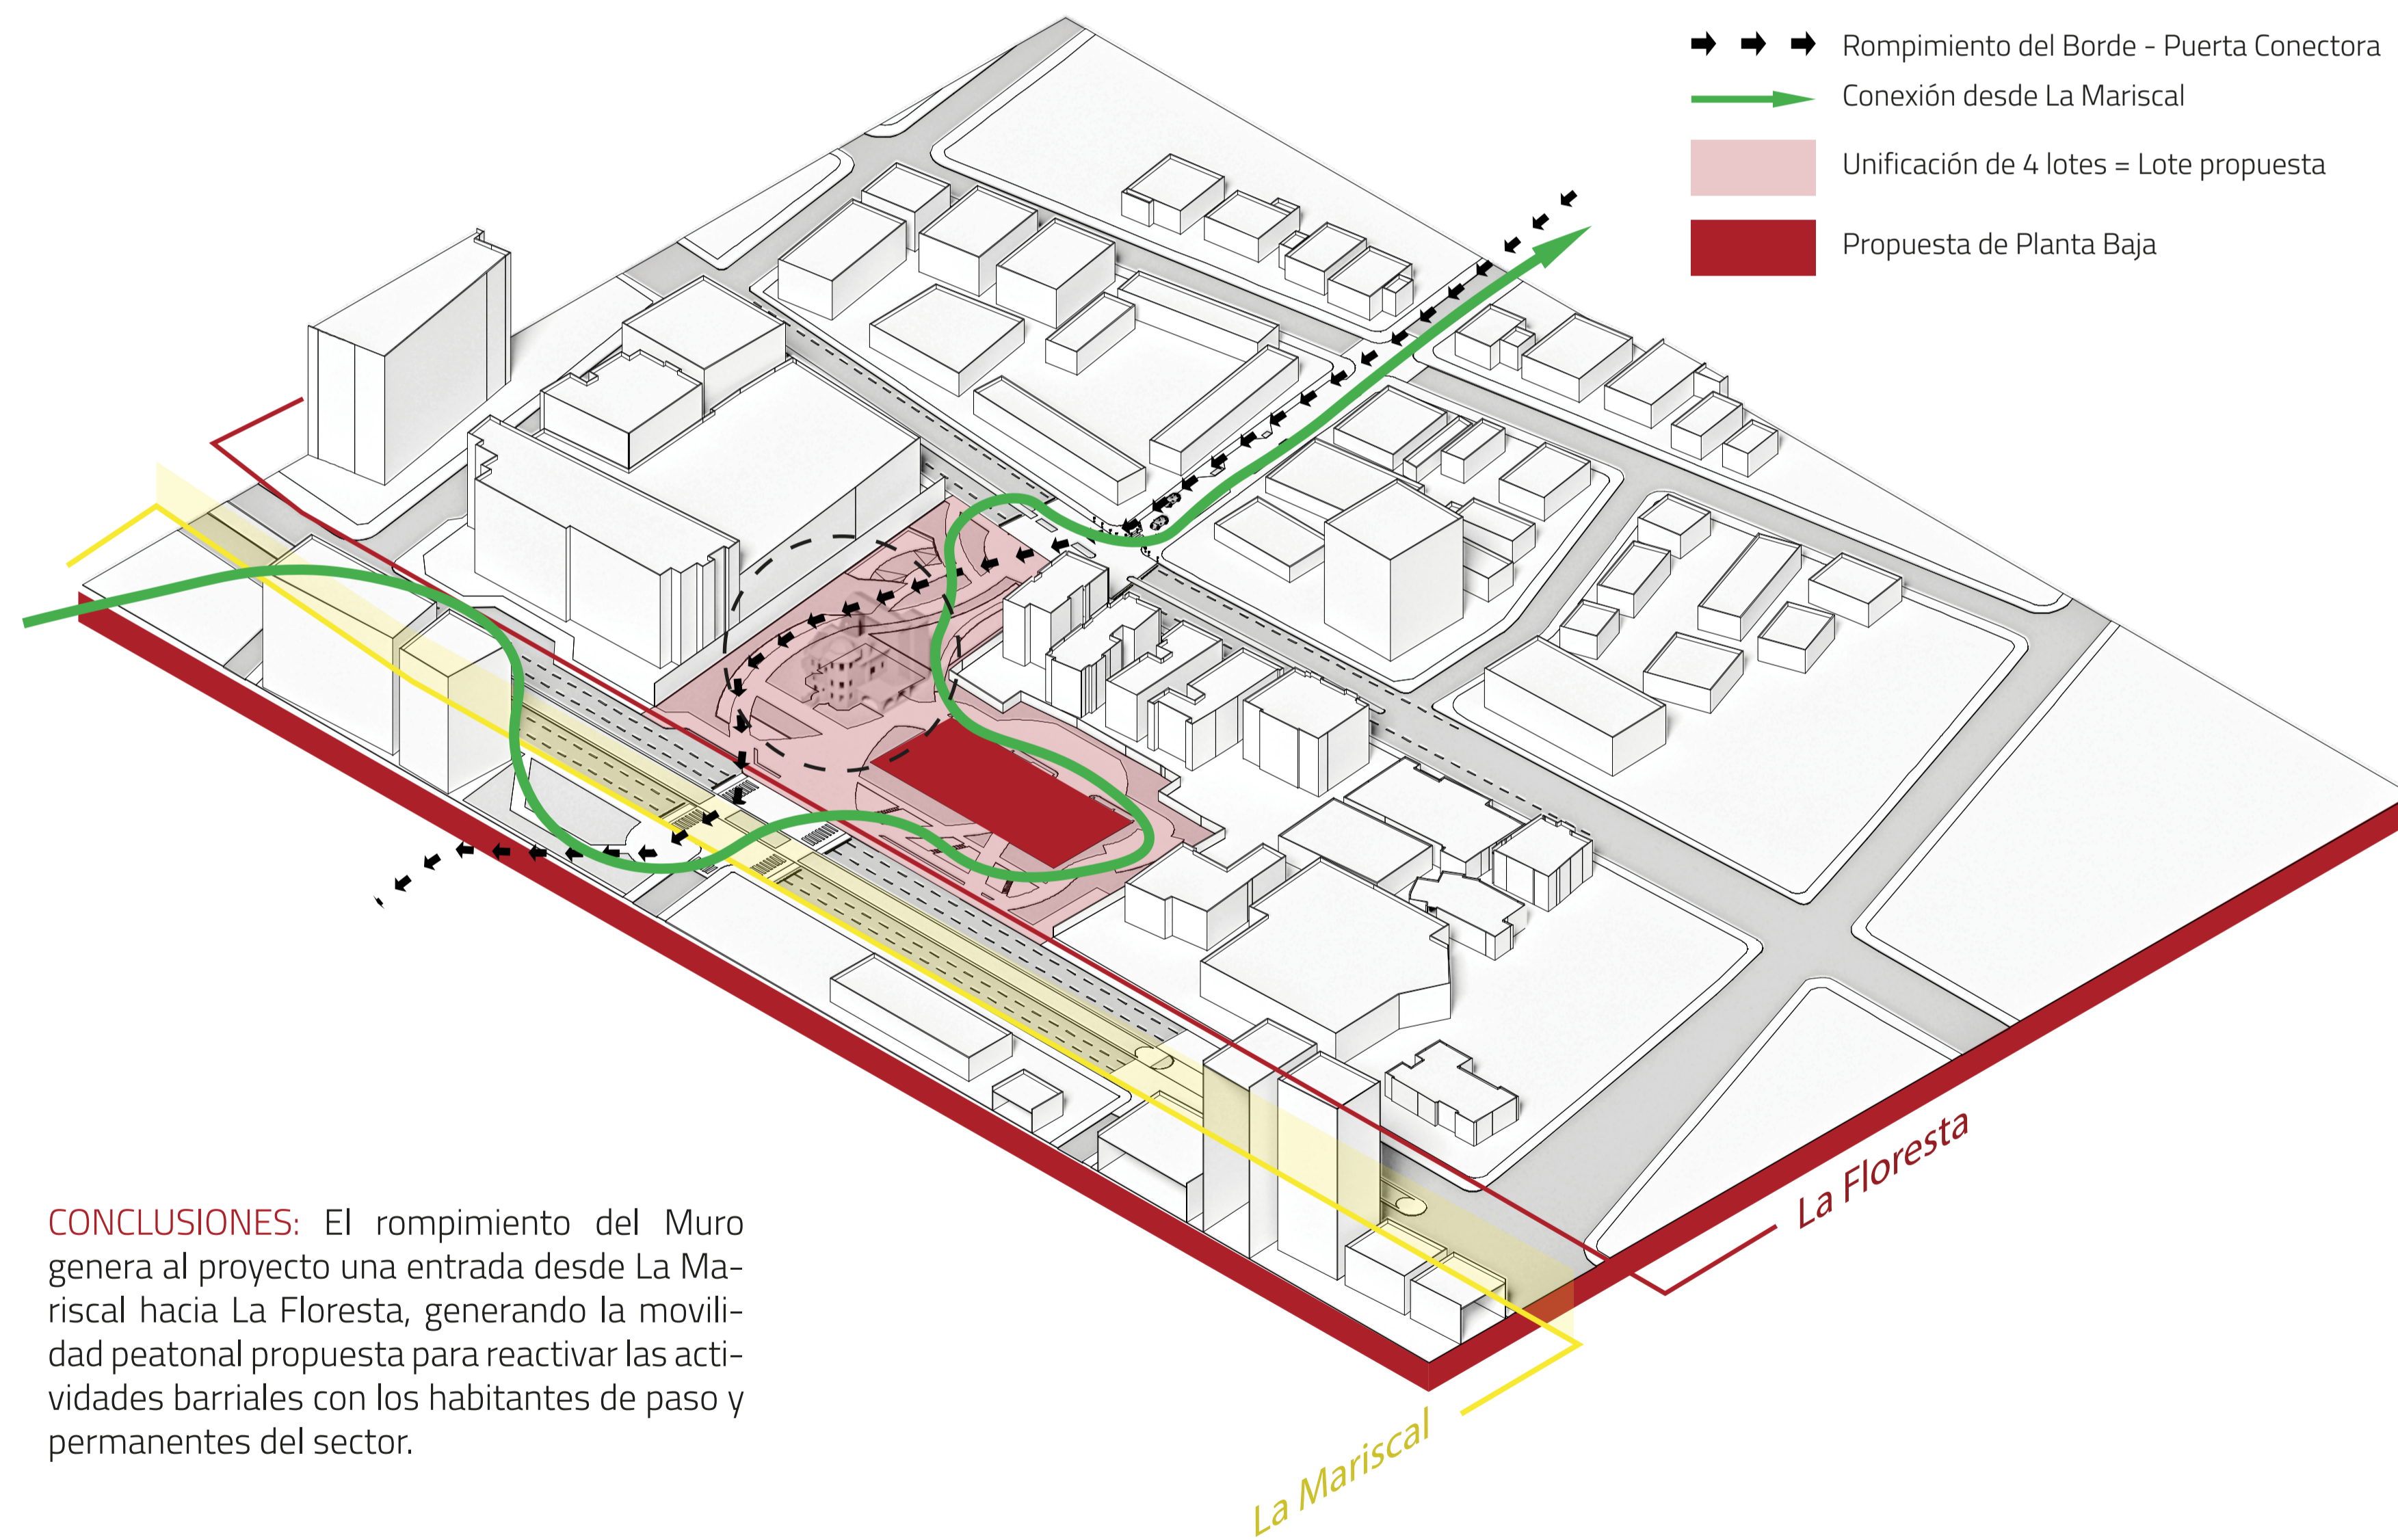 Rompimiento del Borde - Puerta Conectora
Conexión desde La Mariscal
Unificación de 4 lotes = Lote propuesta
Propuesta de Planta Baja
La Floresta
La Mariscal
CONCLUSIONES: El rompimiento del Muro
genera al proyecto una entrada desde La Ma-
riscal hacia La Floresta, generando la movili-
dad peatonal propuesta para reactivar las acti-
vidades barriales con los habitantes de paso y
permanentes del sector.